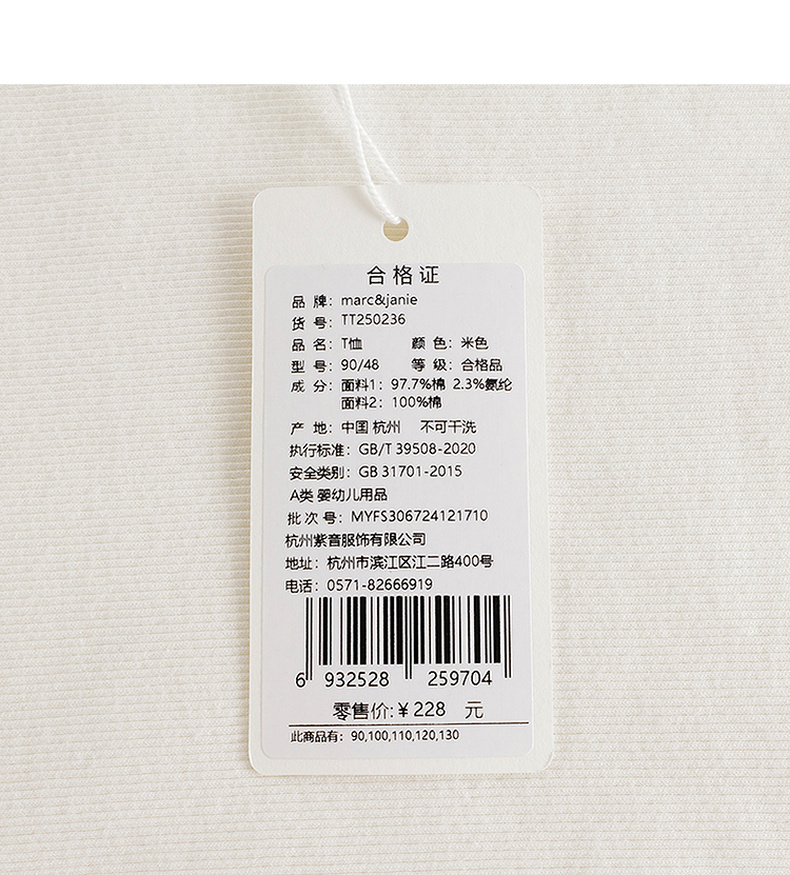 合格证
品 牌：marc&janie
货 号：TT250236
品 名：T恤 颜 色：米色
型 号：90/48 等 级：合格品
成 分：面料1：97.7%棉 2.3%氨纶
面料2：100%棉
产 地：中国 杭州 不可干洗
执行标准：GB/T 39508-2020
安全类别：GB 31701-2015
A类 婴幼儿用品
批 次 号：MYFS306724121710
杭州紫音服饰有限公司
地址：杭州市滨江区江二路400号
电话：0571-82666919
6 932528 259704
零售价:￥228 元
此商品有：90,100,110,120,130